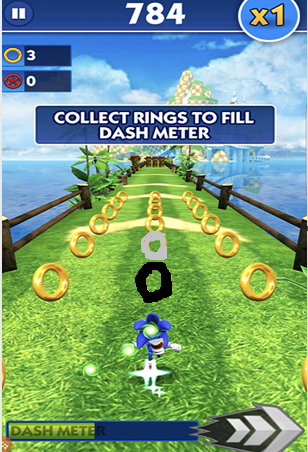 784
x1
3
0
COLLECT RINGS TO FILL
DASH METER
DASH METER